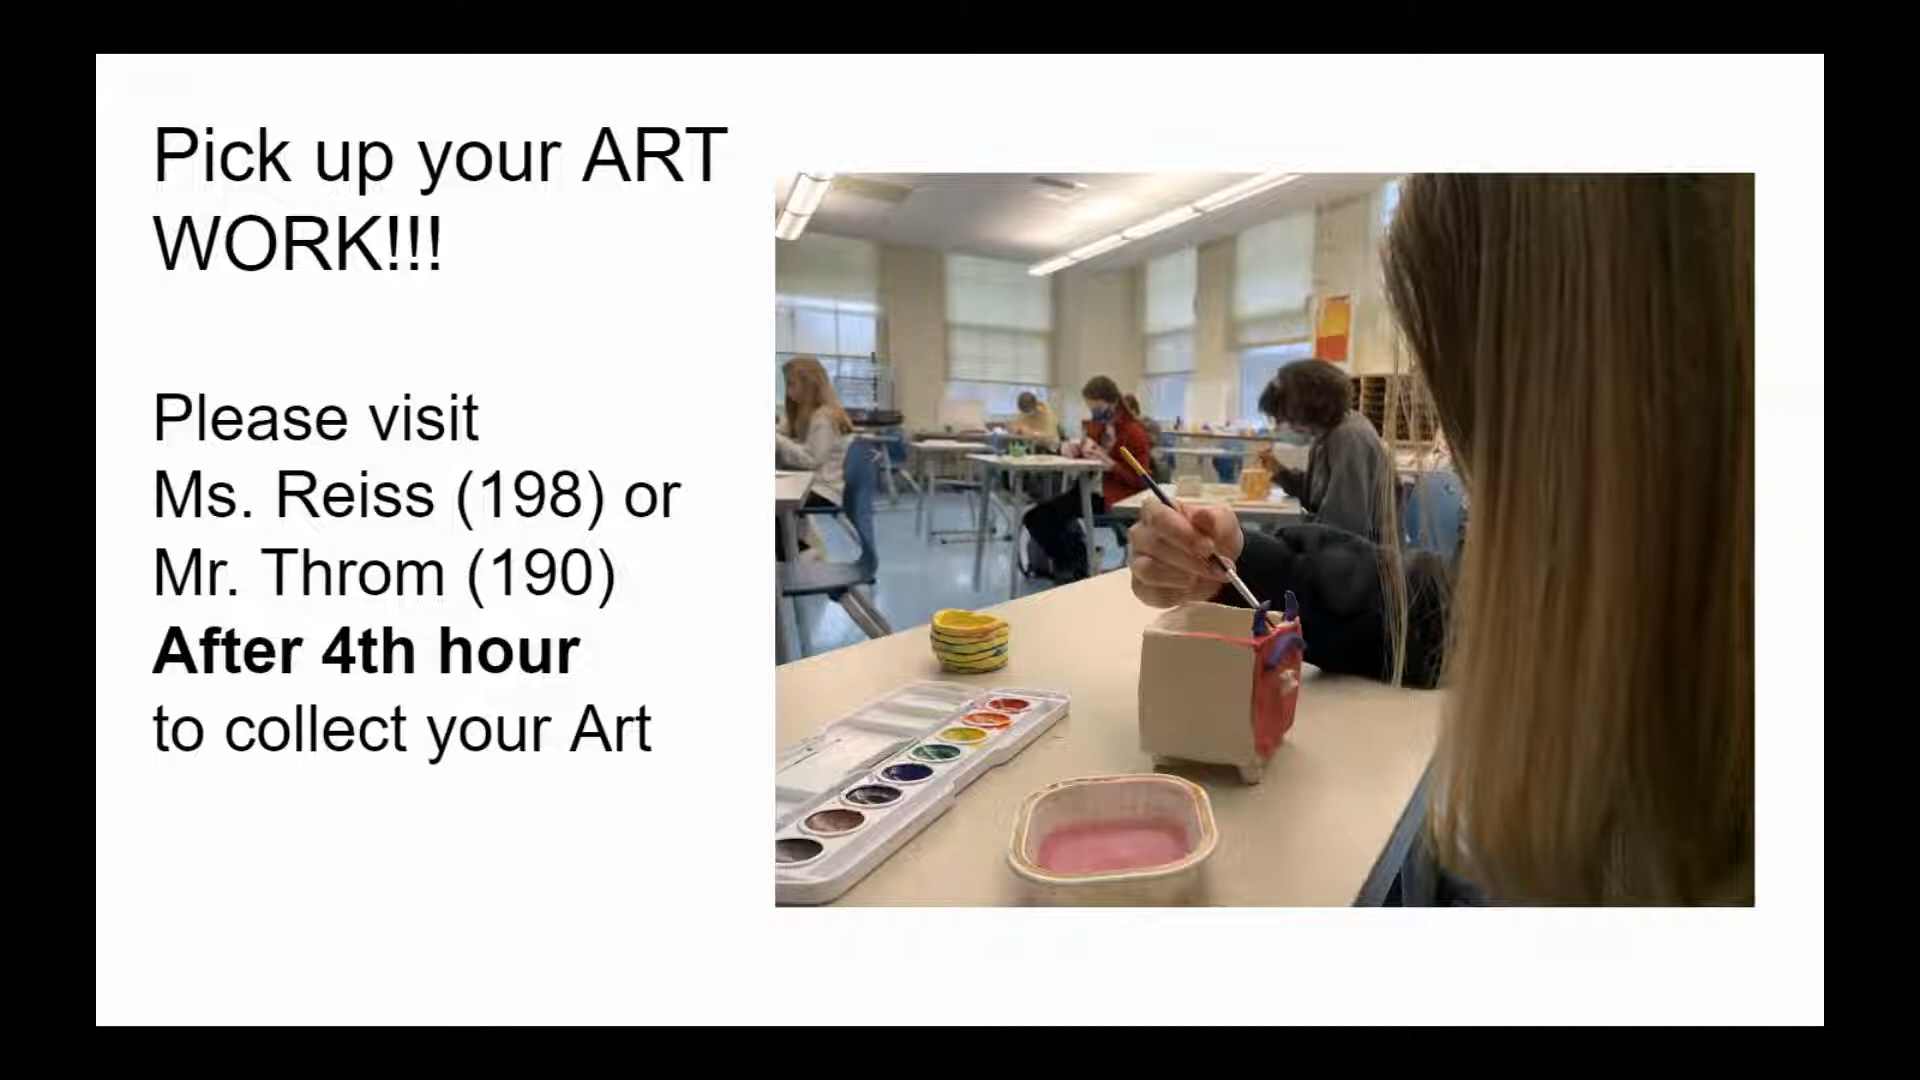 Pick up your ART
WORK!!!
Please visit
Ms. Reiss (198) or
Mr. Throm (190)
After 4th hour
to collect your Art